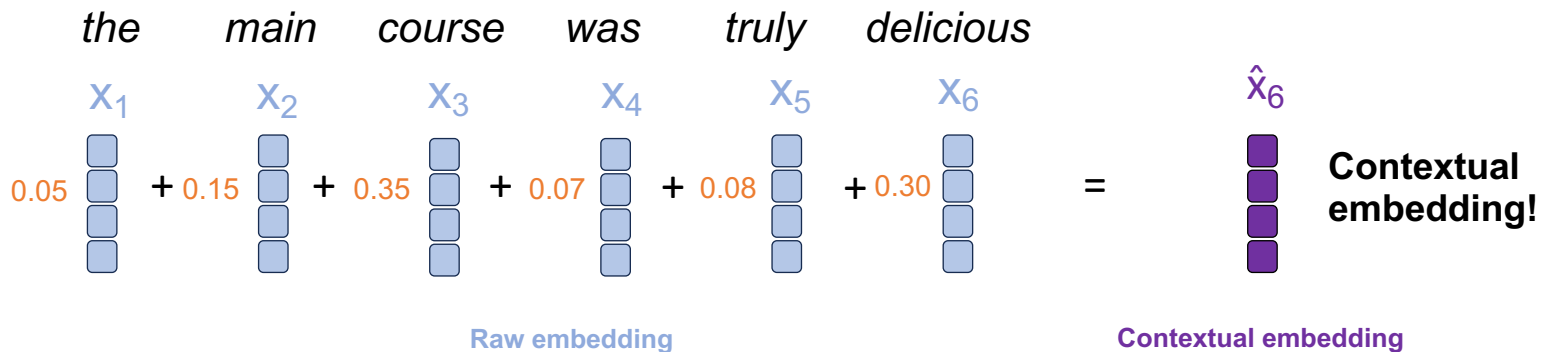 the main course was truly delicious
x₁ x₂ x₃ x₄ x₅ x₆ x̂₆
0.05 + 0.15 + 0.35 + 0.07 + 0.08 + 0.30 = Contextual
embedding!
Raw embedding Contextual embedding